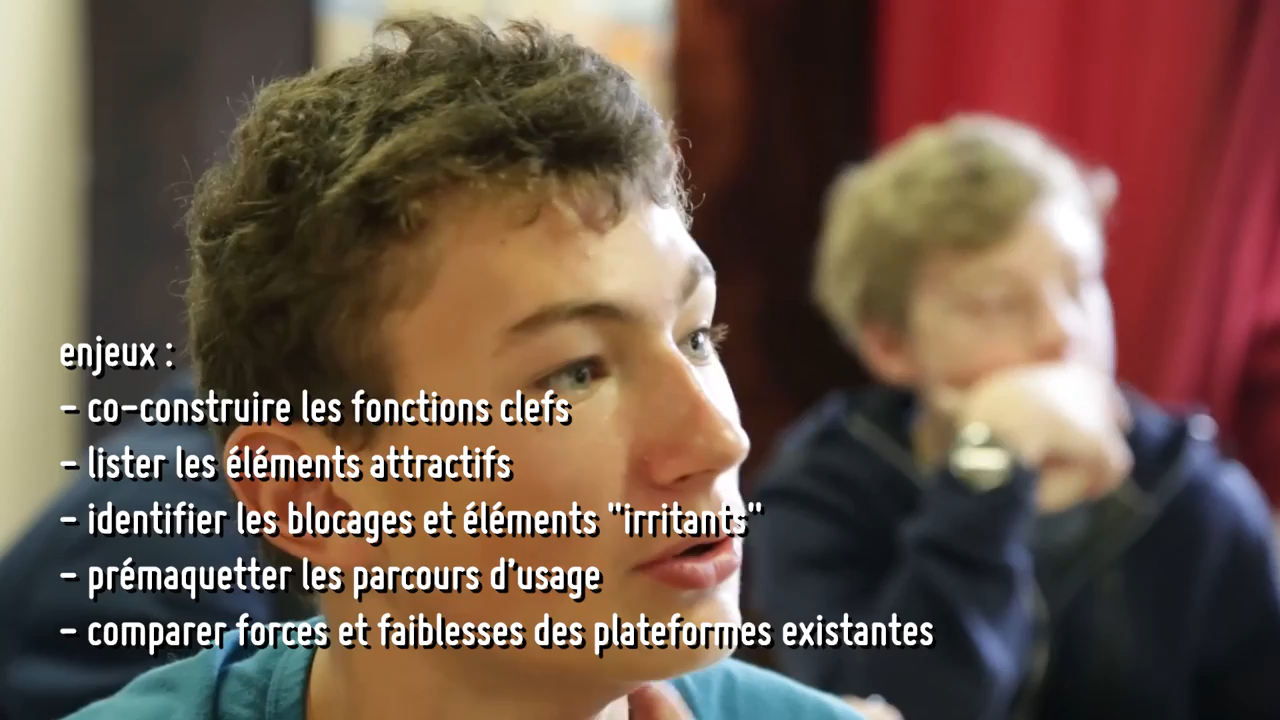 enjeux :
- co-construire les fonctions clefs
- lister les éléments attractifs
- identifier les blocages et éléments "irritants"
- prémaquetter les parcours d'usage
- comparer forces et faiblesses des plateformes existantes